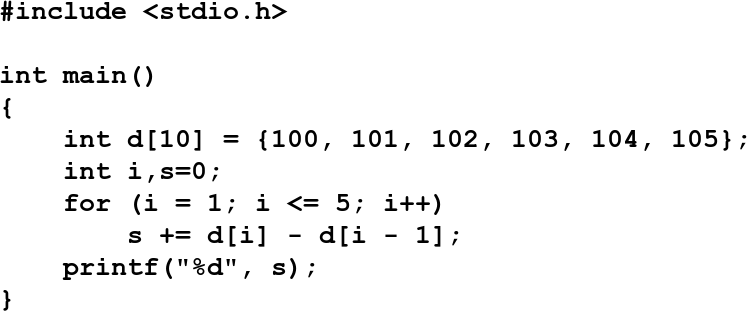 #include <stdio.h>

int main()
{
    int d[10] = {100, 101, 102, 103, 104, 105};
    int i,s=0;
    for (i = 1; i <= 5; i++)
        s += d[i] - d[i - 1];
    printf("%d", s);
}